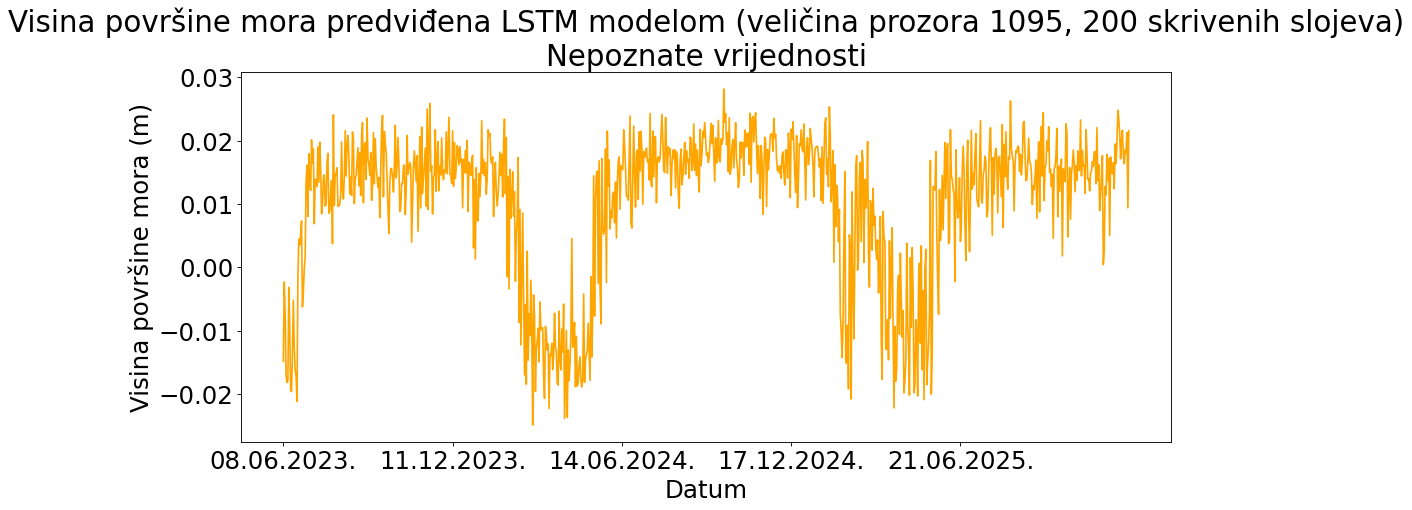 Visina površine mora predviđena LSTM modelom (veličina prozora 1095, 200 skrivenih slojeva)
Nepoznate vrijednosti
Visina površine mora (m)
0.03
0.02
0.01
0.00
−0.01
−0.02
08.06.2023. 11.12.2023. 14.06.2024. 17.12.2024. 21.06.2025.
Datum